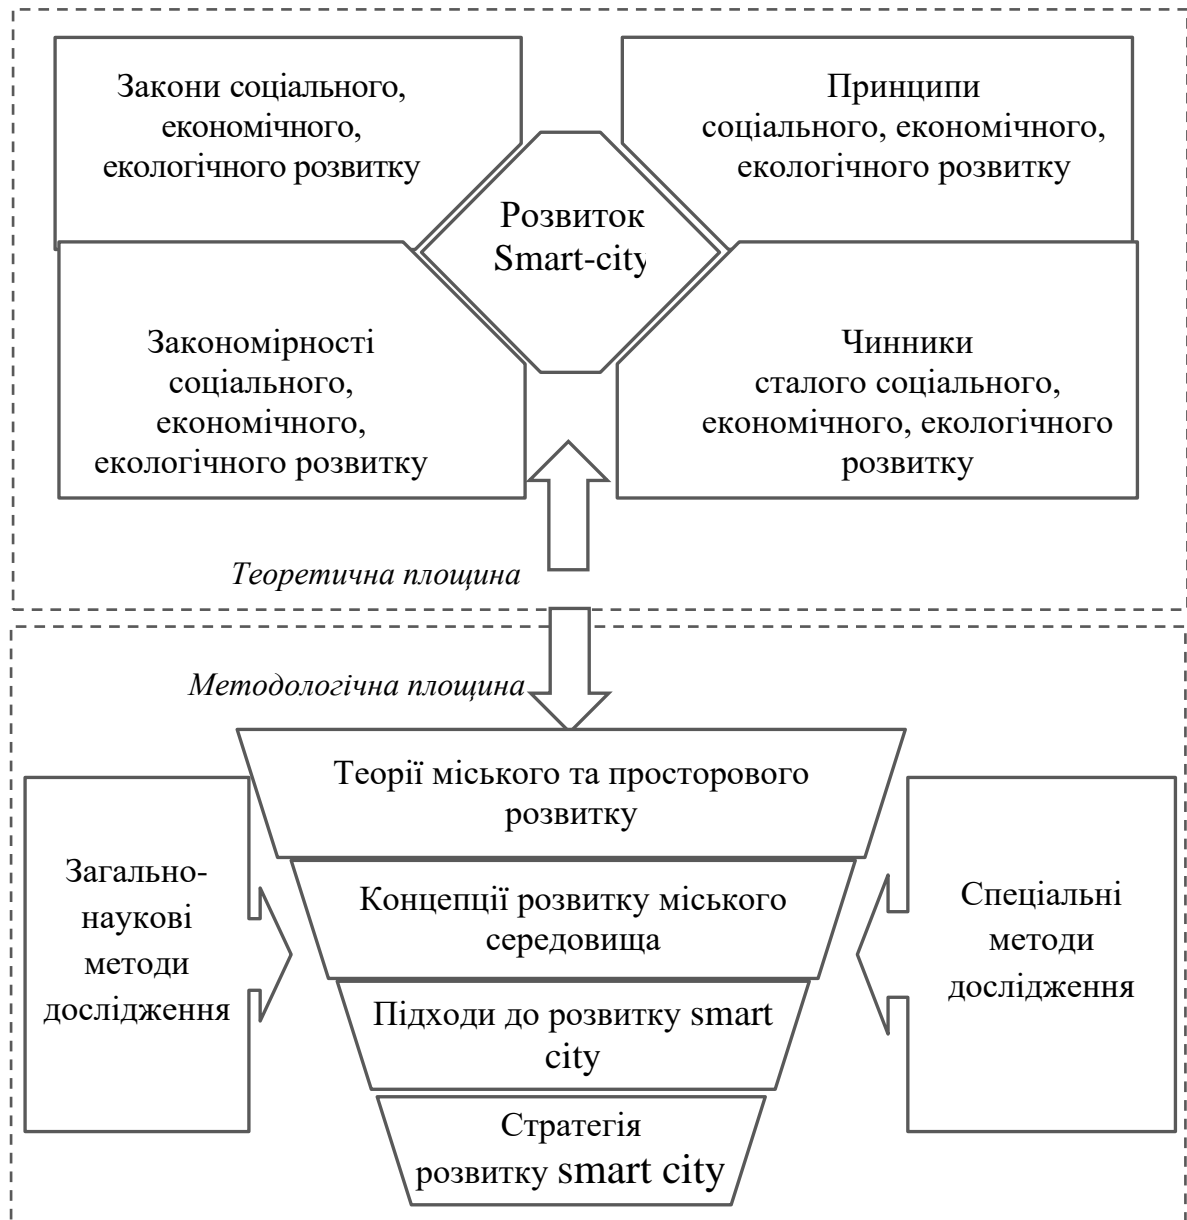 Закони соціального,
економічного,
екологічного розвитку
Принципи
соціального, економічного,
екологічного розвитку
Розвиток
Smart-city
Закономірності
соціального,
економічного,
екологічного розвитку
Чинники
сталого соціального,
економічного, екологічного
розвитку
Теоретична площина
Методологічна площина
Теорії міського та просторового
розвитку
Загально-
наукові
методи
дослідження
Концепції розвитку міського
середовища
Спеціальні
методи
дослідження
Підходи до розвитку smart
city
Стратегія
розвитку smart city